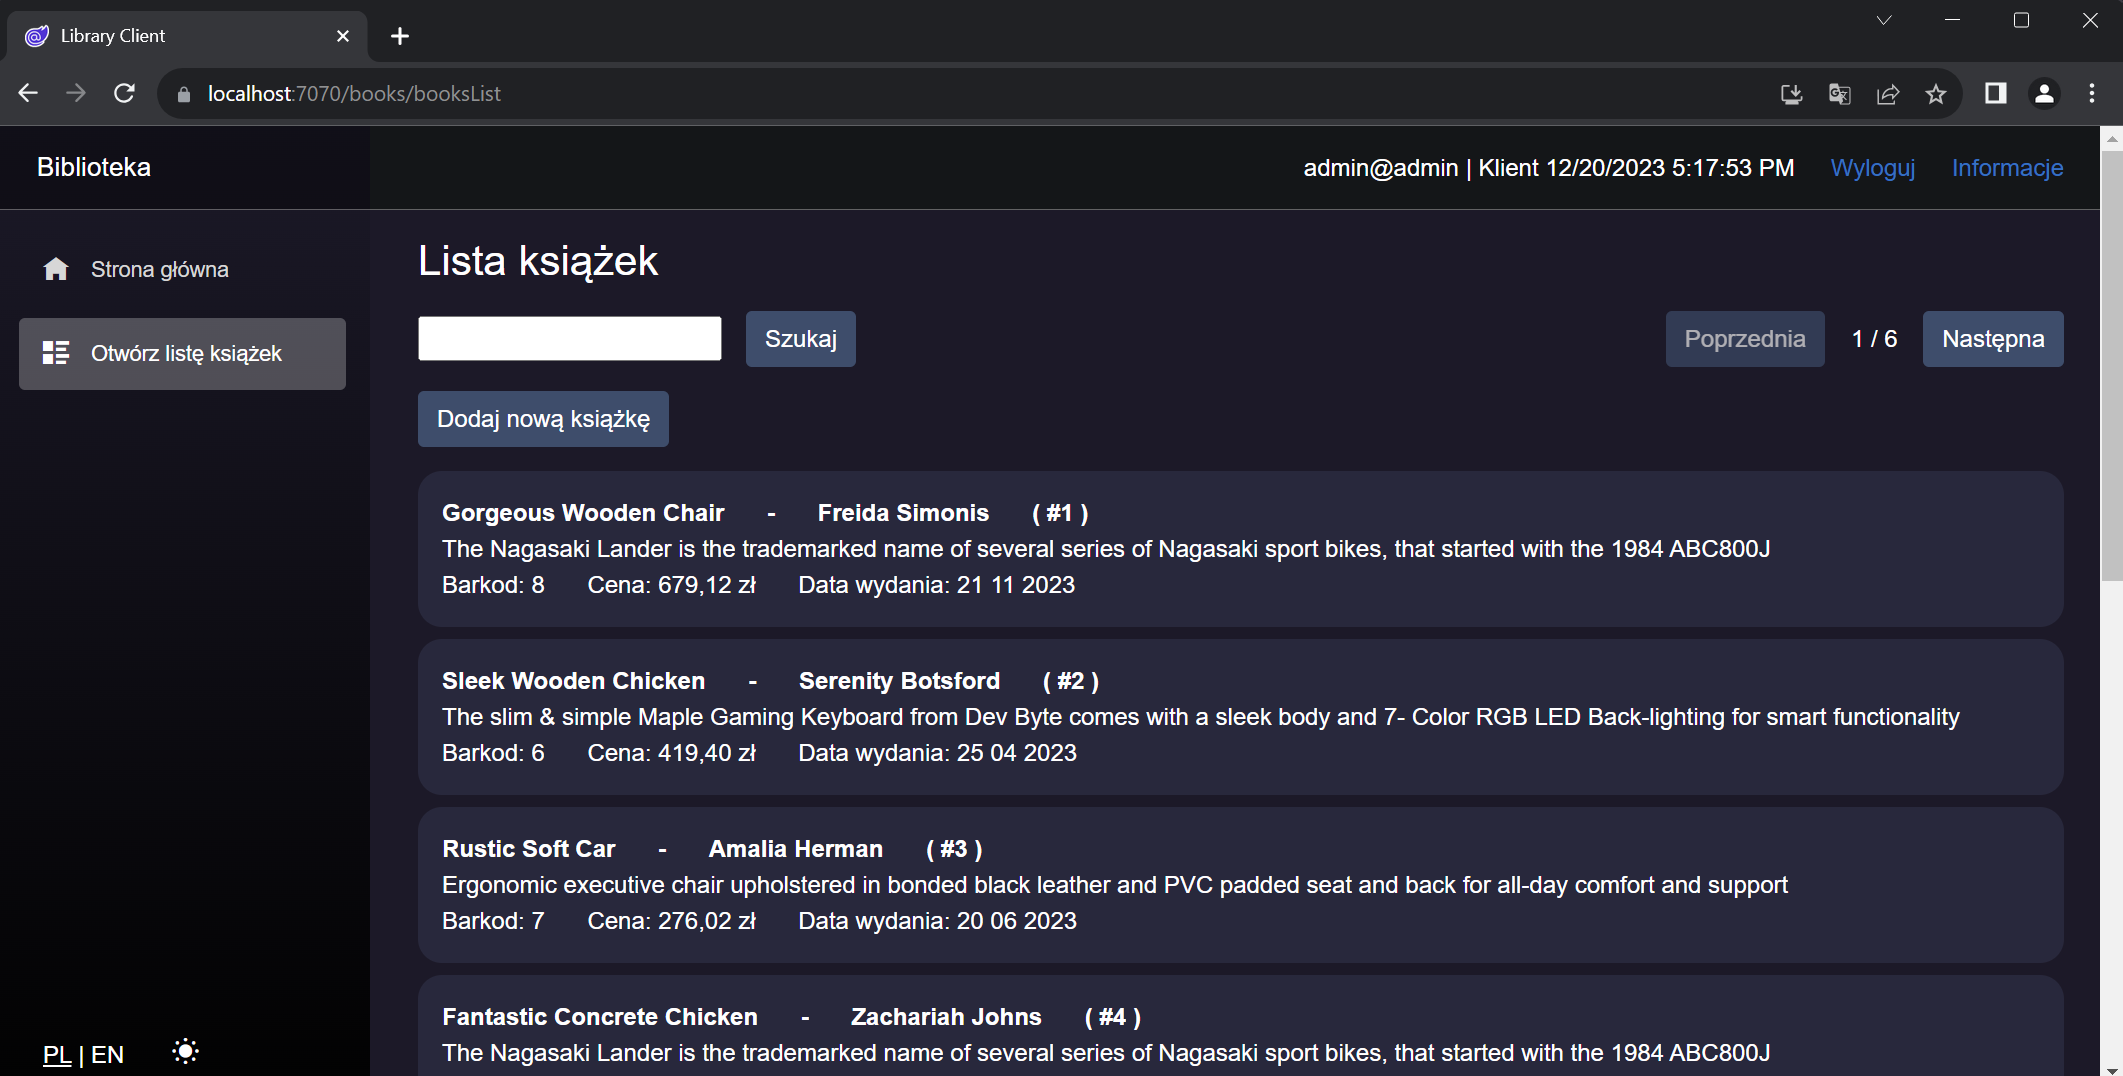 Library Client
localhost:7070/books/booksList
Biblioteka
admin@admin | Klient 12/20/2023 5:17:53 PM Wyloguj Informacje
Strona główna
Otwórz listę książek
Lista książek
Szukaj
Poprzednia 1 / 6 Następna
Dodaj nową książkę
Gorgeous Wooden Chair - Freida Simonis ( #1 )
The Nagasaki Lander is the trademarked name of several series of Nagasaki sport bikes, that started with the 1984 ABC800J
Barkod: 8 Cena: 679,12 zł Data wydania: 21 11 2023
Sleek Wooden Chicken - Serenity Botsford ( #2 )
The slim & simple Maple Gaming Keyboard from Dev Byte comes with a sleek body and 7- Color RGB LED Back-lighting for smart functionality
Barkod: 6 Cena: 419,40 zł Data wydania: 25 04 2023
Rustic Soft Car - Amalia Herman ( #3 )
Ergonomic executive chair upholstered in bonded black leather and PVC padded seat and back for all-day comfort and support
Barkod: 7 Cena: 276,02 zł Data wydania: 20 06 2023
Fantastic Concrete Chicken - Zachariah Johns ( #4 )
The Nagasaki Lander is the trademarked name of several series of Nagasaki sport bikes, that started with the 1984 ABC800J
PL | EN